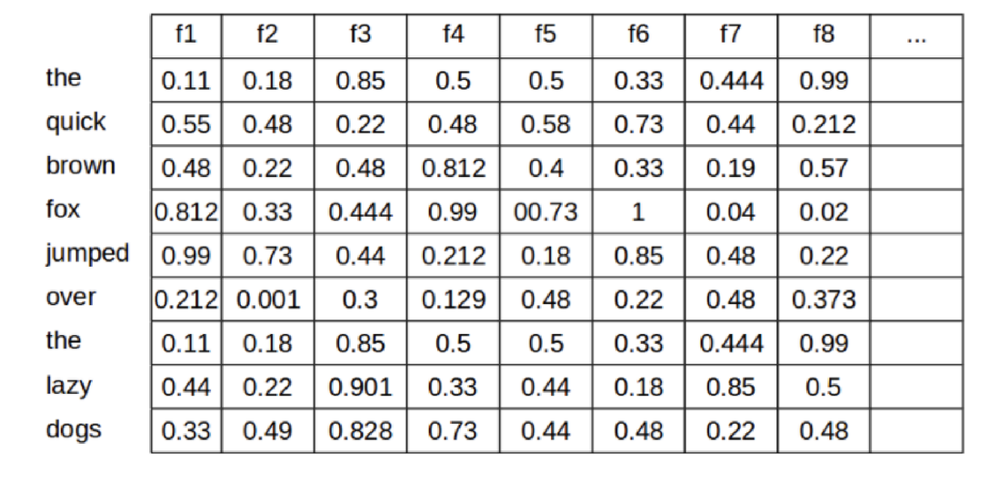 f1 f2 f3 f4 f5 f6 f7 f8 ...
the 0.11 0.18 0.85 0.5 0.5 0.33 0.444 0.99
quick 0.55 0.48 0.22 0.48 0.58 0.73 0.44 0.212
brown 0.48 0.22 0.48 0.812 0.4 0.33 0.19 0.57
fox 0.812 0.33 0.444 0.99 00.73 1 0.04 0.02
jumped 0.99 0.73 0.44 0.212 0.18 0.85 0.48 0.22
over 0.212 0.001 0.3 0.129 0.48 0.22 0.48 0.373
the 0.11 0.18 0.85 0.5 0.5 0.33 0.444 0.99
lazy 0.44 0.22 0.901 0.33 0.44 0.18 0.85 0.5
dogs 0.33 0.49 0.828 0.73 0.44 0.48 0.22 0.48